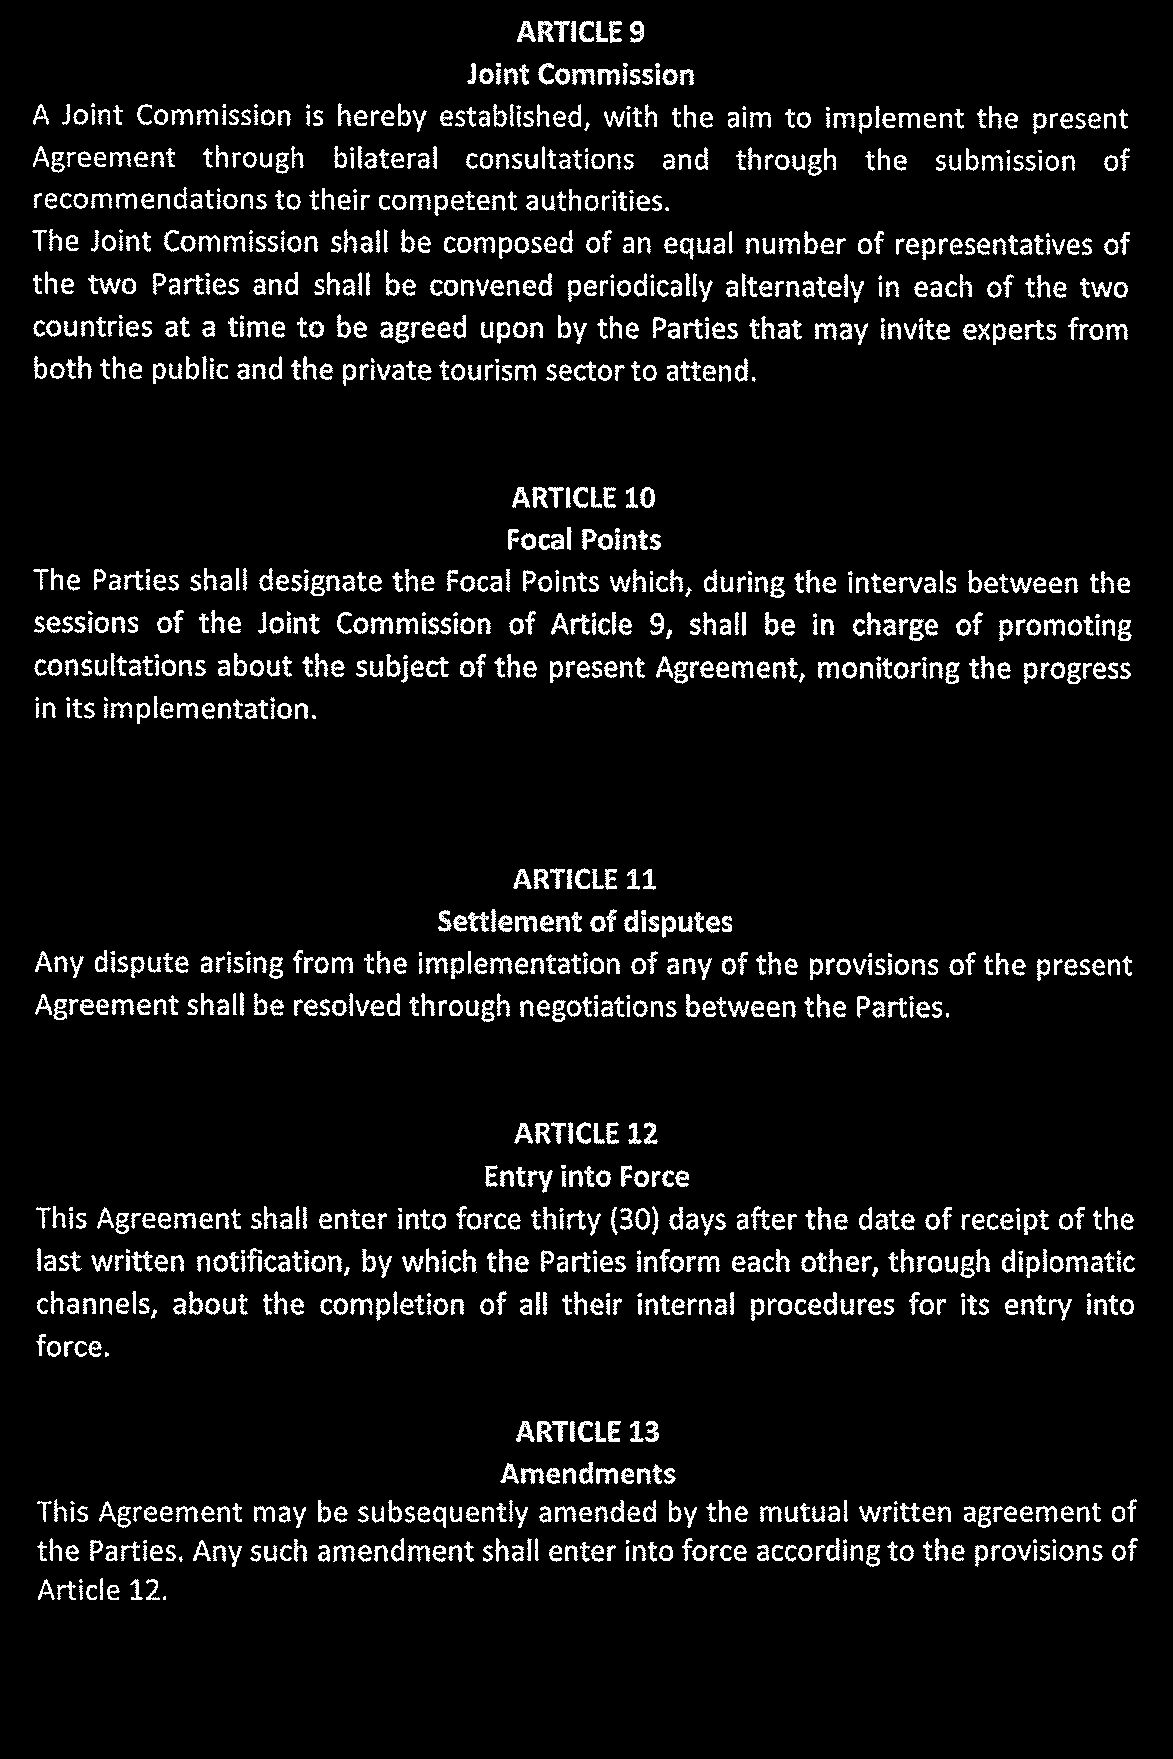 ARTICLE 9
Joint Commission
A Joint Commission is hereby established, with the aim to implement the present
Agreement through bilateral consultations and through the submission of
recommendations to their competent authorities.
The Joint Commission shall be composed of an equal number of representatives of
the two Parties and shall be convened periodically alternately in each of the two
countries at a time to be agreed upon by the Parties that may invite experts from
both the public and the private tourism sector to attend.
ARTICLE 10
Focal Points
The Parties shall designate the Focal Points which, during the intervals between the
sessions of the Joint Commission of Article 9, shall be in charge of promoting
consultations about the subject of the present Agreement, monitoring the progress
in its implementation.
ARTICLE 11
Settlement of disputes
Any dispute arising from the implementation of any of the provisions of the present
Agreement shall be resolved through negotiations between the Parties.
ARTICLE 12
Entry into Force
This Agreement shall enter into force thirty (30) days after the date of receipt of the
last written notification, by which the Parties inform each other, through diplomatic
channels, about the completion of all their internal procedures for its entry into
force.
ARTICLE 13
Amendments
This Agreement may be subsequently amended by the mutual written agreement of
the Parties. Any such amendment shall enter into force according to the provisions of
Article 12.